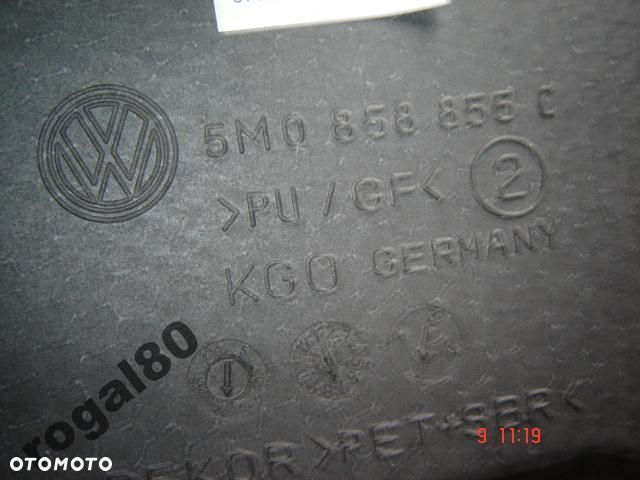 5M0 858 855 C
>PU / GF< 2
KGO GERMANY
DEKOR >PET+SBR<
9 11:19
rogal80
OTOMOTO